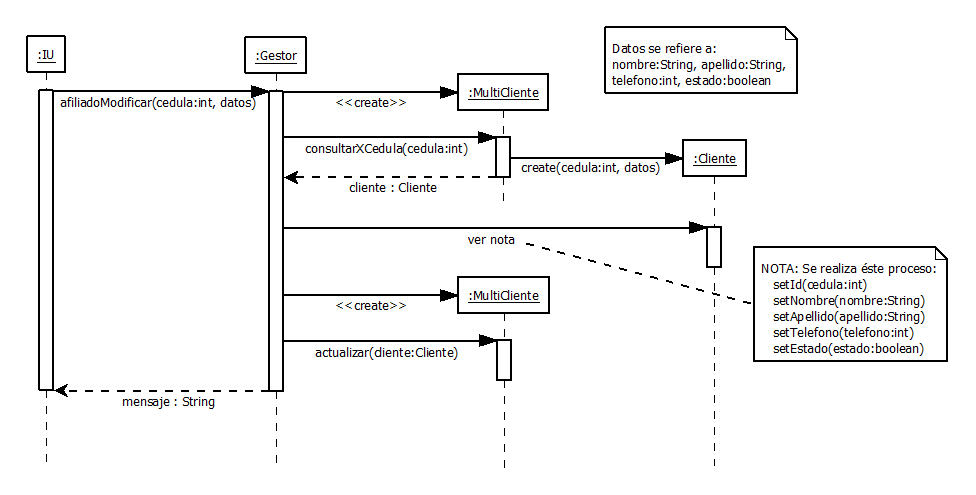 :IU
:Gestor
Datos se refiere a:
nombre:String, apellido:String,
telefono:int, estado:boolean
afiliadoModificar(cedula:int, datos)
<<create>>
:MultiCliente
consultarXCedula(cedula:int)
create(cedula:int, datos)
:Cliente
cliente : Cliente
ver nota
NOTA: Se realiza éste proceso:
setId(cedula:int)
setNombre(nombre:String)
setApellido(apellido:String)
setTelefono(telefono:int)
setEstado(estado:boolean)
<<create>>
:MultiCliente
actualizar(cliente:Cliente)
mensaje : String